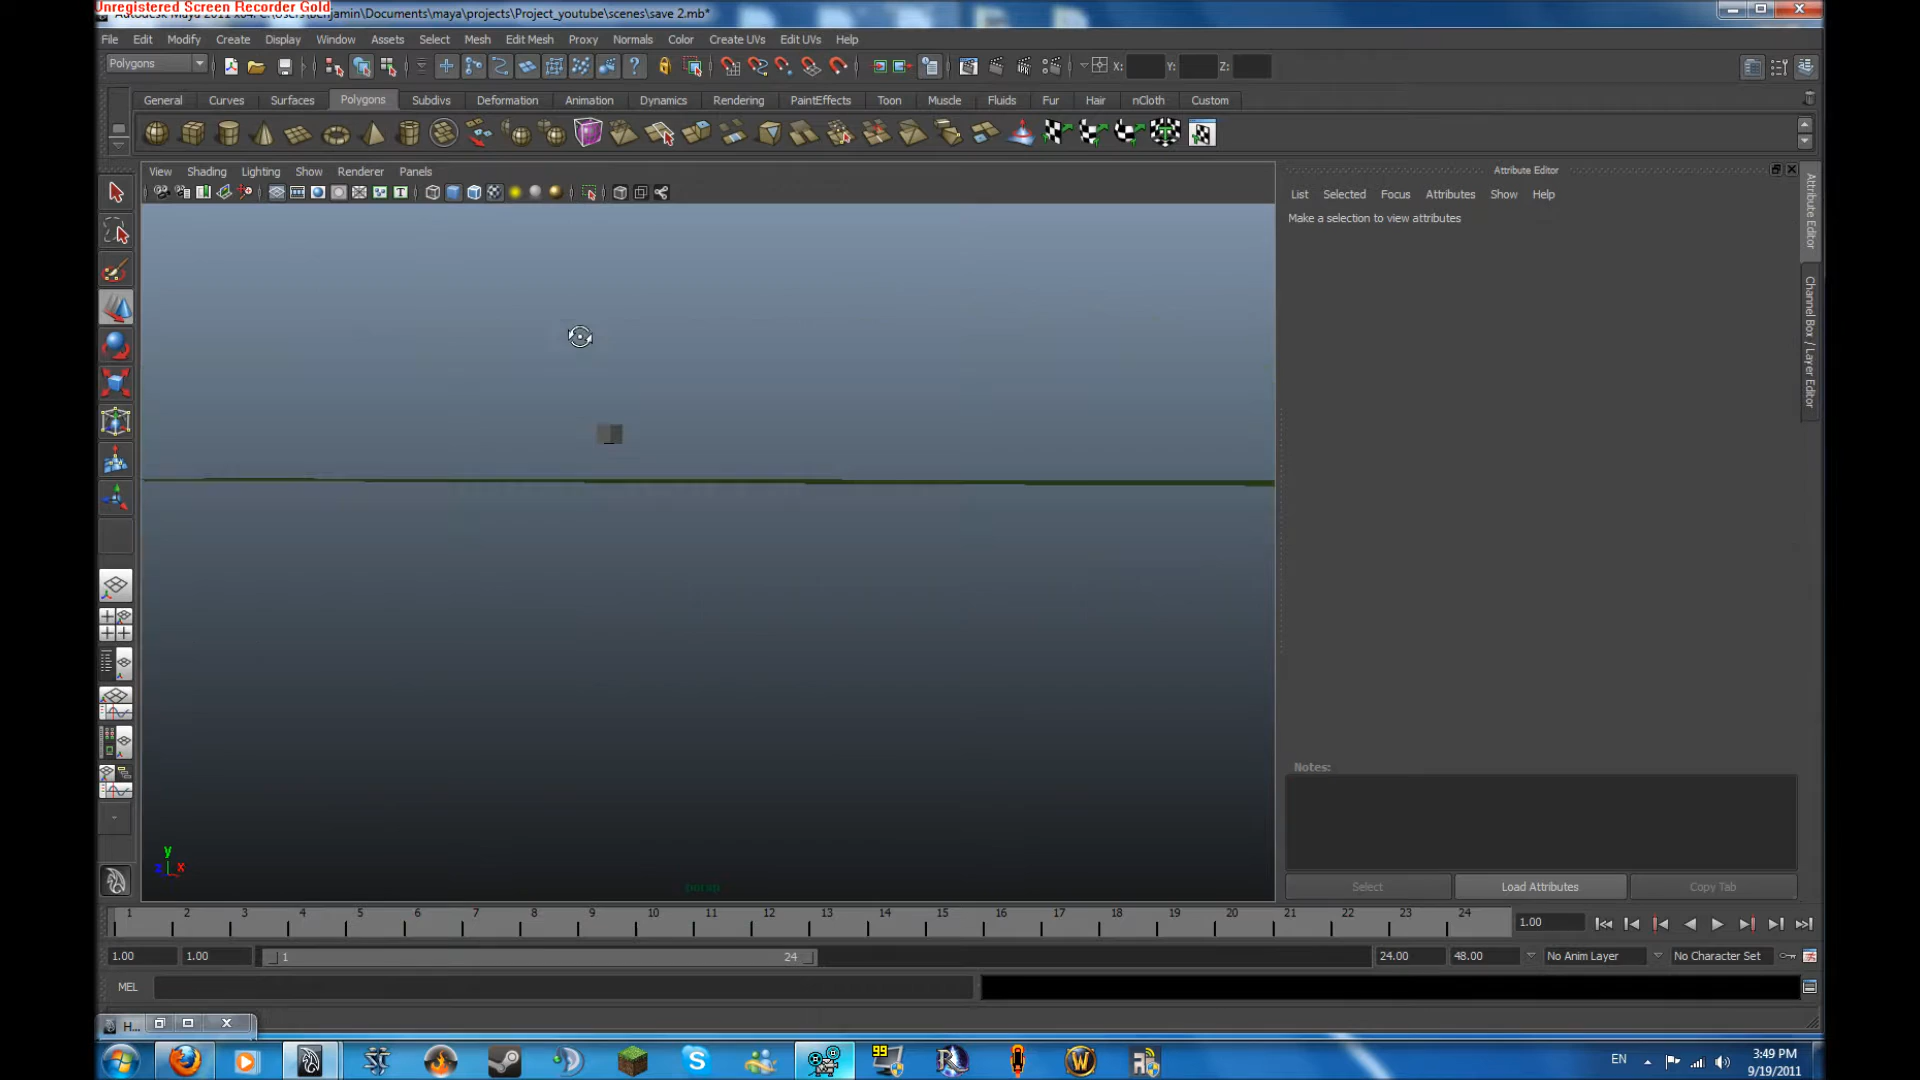 Unregistered Screen Recorder Gold
Autodesk Maya 2011 x64: C:\Users\Benjamin\Documents\maya\projects\Project_youtube\scenes\save 2.mb*
File Edit Modify Create Display Window Assets Select Mesh Edit Mesh Proxy Normals Color Create UVs Edit UVs Help
Polygons X: Y: Z:
General Curves Surfaces Polygons Subdivs Deformation Animation Dynamics Rendering PaintEffects Toon Muscle Fluids Fur Hair nCloth Custom
View Shading Lighting Show Renderer Panels
Attribute Editor
List Selected Focus Attributes Show Help
Make a selection to view attributes
Attribute Editor
Channel Box / Layer Editor
Notes:
y
z x
persp
Select Load Attributes Copy Tab
1 2 3 4 5 6 7 8 9 10 11 12 13 14 15 16 17 18 19 20 21 22 23 24 1.00
1.00 1.00 1 24 24.00 48.00 No Anim Layer No Character Set
MEL
H...
99
EN 3:49 PM
9/19/2011